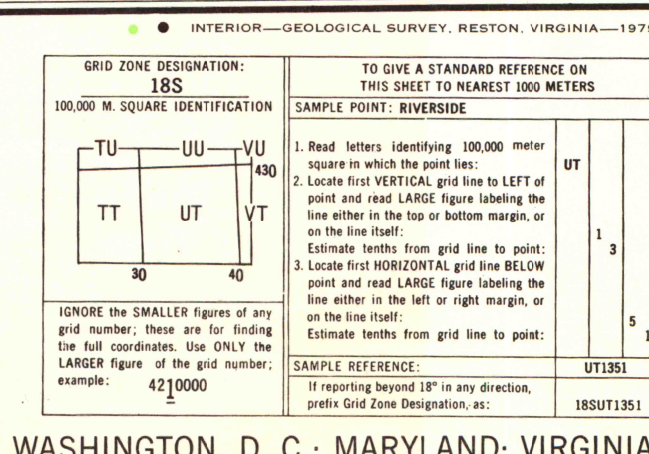 INTERIOR—GEOLOGICAL SURVEY, RESTON, VIRGINIA—1979
GRID ZONE DESIGNATION:
18S
100,000 M. SQUARE IDENTIFICATION
TU UU VU
430
TT UT VT
30 40
IGNORE the SMALLER figures of any
grid number; these are for finding
the full coordinates. Use ONLY the
LARGER figure of the grid number;
example: 4210000
TO GIVE A STANDARD REFERENCE ON
THIS SHEET TO NEAREST 1000 METERS
SAMPLE POINT: RIVERSIDE
1. Read letters identifying 100,000 meter
square in which the point lies: UT
2. Locate first VERTICAL grid line to LEFT of
point and read LARGE figure labeling the
line either in the top or bottom margin, or
on the line itself: 1
Estimate tenths from grid line to point: 3
3. Locate first HORIZONTAL grid line BELOW
point and read LARGE figure labeling the
line either in the left or right margin, or
on the line itself: 5
Estimate tenths from grid line to point: 1
SAMPLE REFERENCE: UT1351
If reporting beyond 18° in any direction,
prefix Grid Zone Designation, as: 18SUT1351
WASHINGTON, D. C.; MARYLAND; VIRGINIA